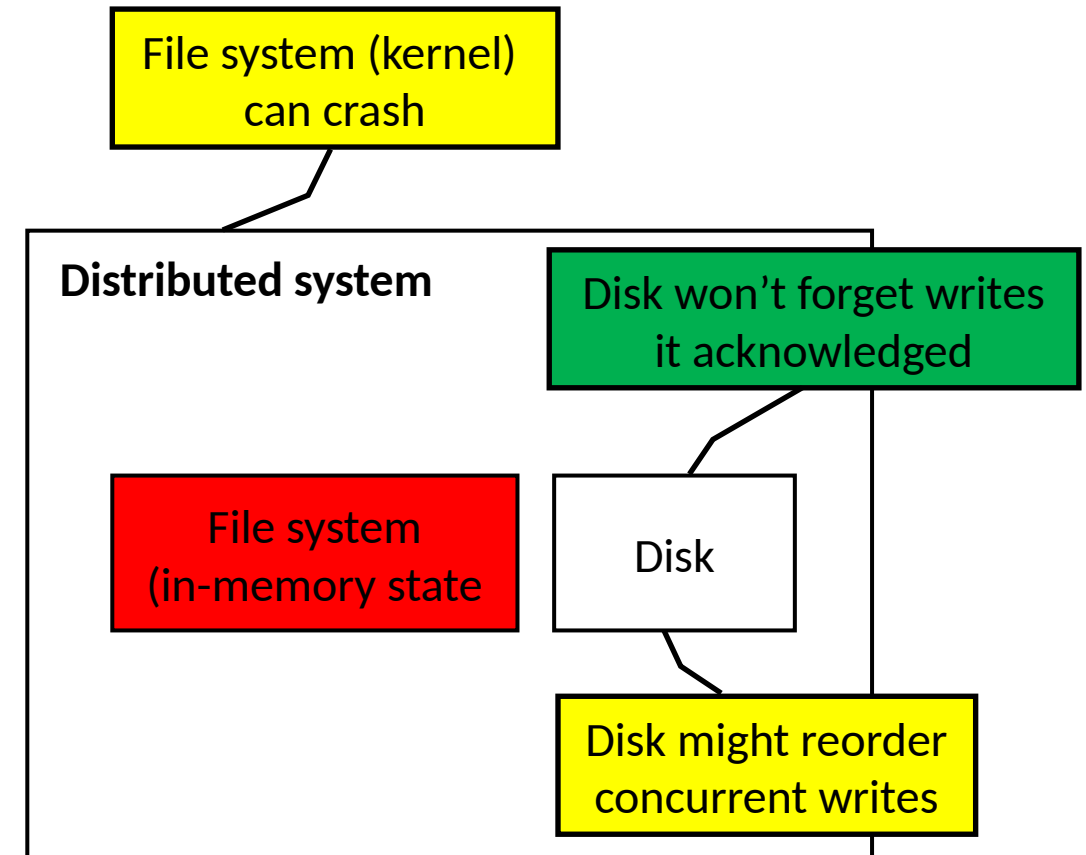 File system (kernel)
can crash
Distributed system
Disk won’t forget writes
it acknowledged
File system
(in-memory state
Disk
Disk might reorder
concurrent writes